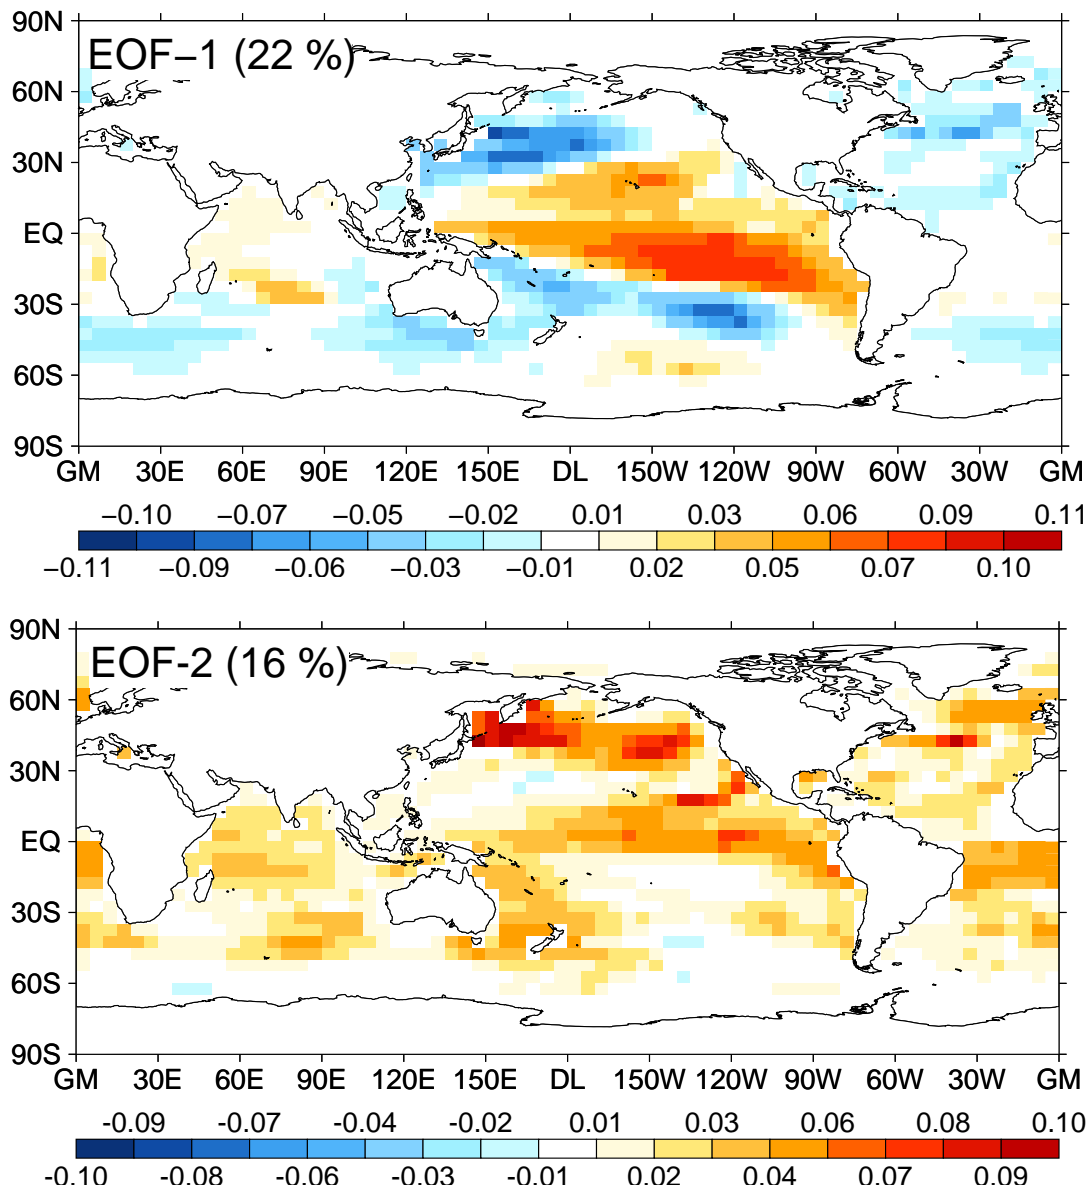 90N
EOF−1 (22 %)
60N
30N
EQ
30S
60S
90S
GM 30E 60E 90E 120E 150E DL 150W 120W 90W 60W 30W GM
−0.10 −0.07 −0.05 −0.02 0.01 0.03 0.06 0.09 0.11
−0.11 −0.09 −0.06 −0.03 −0.01 0.02 0.05 0.07 0.10
90N
EOF-2 (16 %)
60N
30N
EQ
30S
60S
90S
GM 30E 60E 90E 120E 150E DL 150W 120W 90W 60W 30W GM
-0.09 -0.07 -0.04 -0.02 0.01 0.03 0.06 0.08 0.10
-0.10 -0.08 -0.06 -0.03 -0.01 0.02 0.04 0.07 0.09